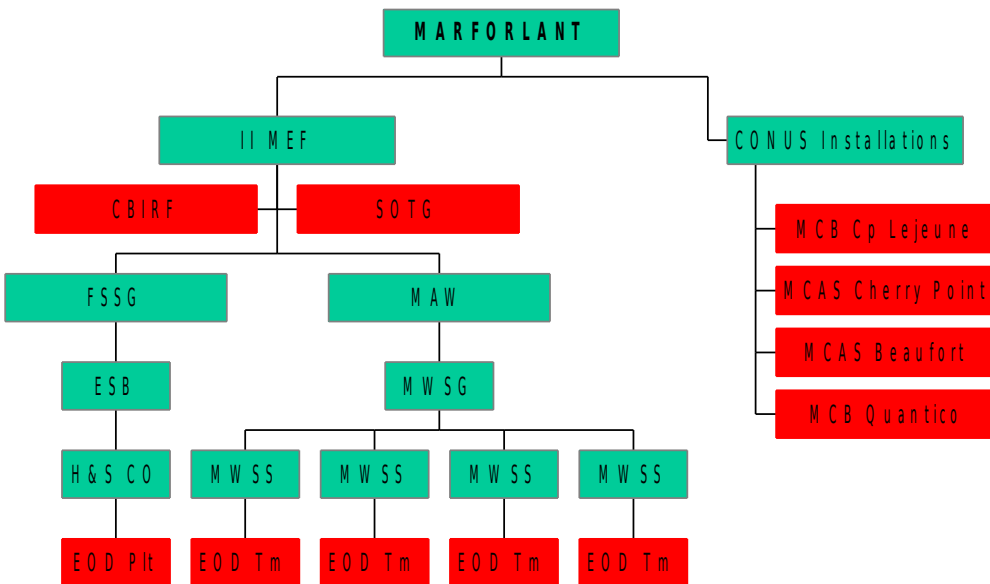 MARFORLANT
II MEF
CONUS Installations
CBIRF
SOTG
MCB Cp Lejeune
FSSG
MAW
MCAS Cherry Point
MCAS Beaufort
ESB
MWSG
MCB Quantico
H&S CO
MWSS
MWSS
MWSS
MWSS
EOD Plt
EOD Tm
EOD Tm
EOD Tm
EOD Tm